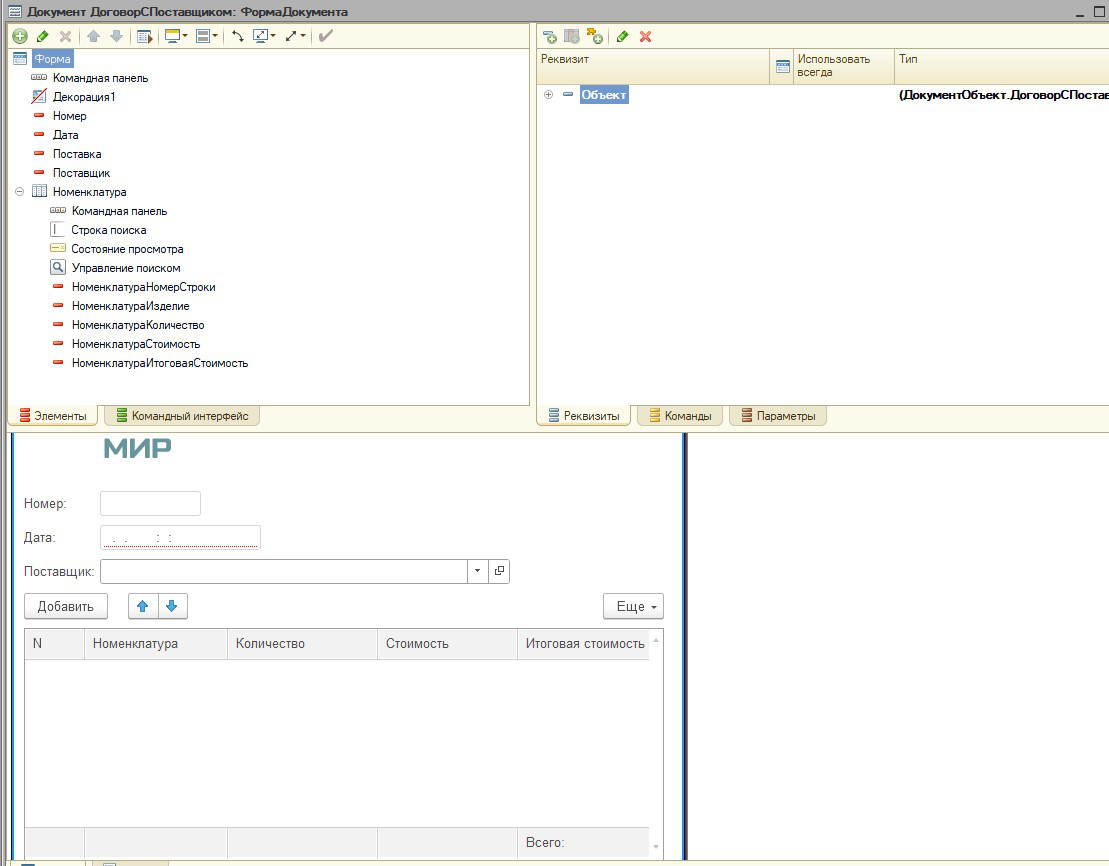 Документ ДоговорСПоставщиком: ФормаДокумента
Форма
Командная панель
Декорация1
Номер
Дата
Поставка
Поставщик
Номенклатура
Командная панель
Строка поиска
Состояние просмотра
Управление поиском
НоменклатураНомерСтроки
НоменклатураИзделие
НоменклатураКоличество
НоменклатураСтоимость
НоменклатураИтоговаяСтоимость
Элементы Командный интерфейс
Реквизит Использовать всегда Тип
Объект (ДокументОбъект.ДоговорСПостав
Реквизиты Команды Параметры
МИР
Номер:
Дата: . . : :
Поставщик:
Добавить Еще
N Номенклатура Количество Стоимость Итоговая стоимость
Всего: